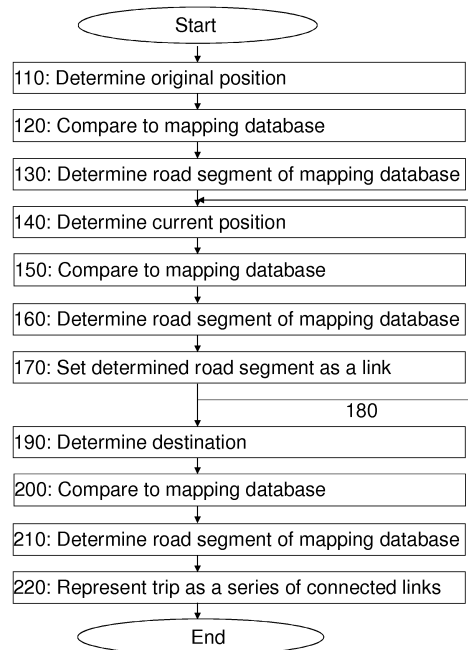 Start
110: Determine original position
120: Compare to mapping database
130: Determine road segment of mapping database
140: Determine current position
150: Compare to mapping database
160: Determine road segment of mapping database
170: Set determined road segment as a link
180
190: Determine destination
200: Compare to mapping database
210: Determine road segment of mapping database
220: Represent trip as a series of connected links
End